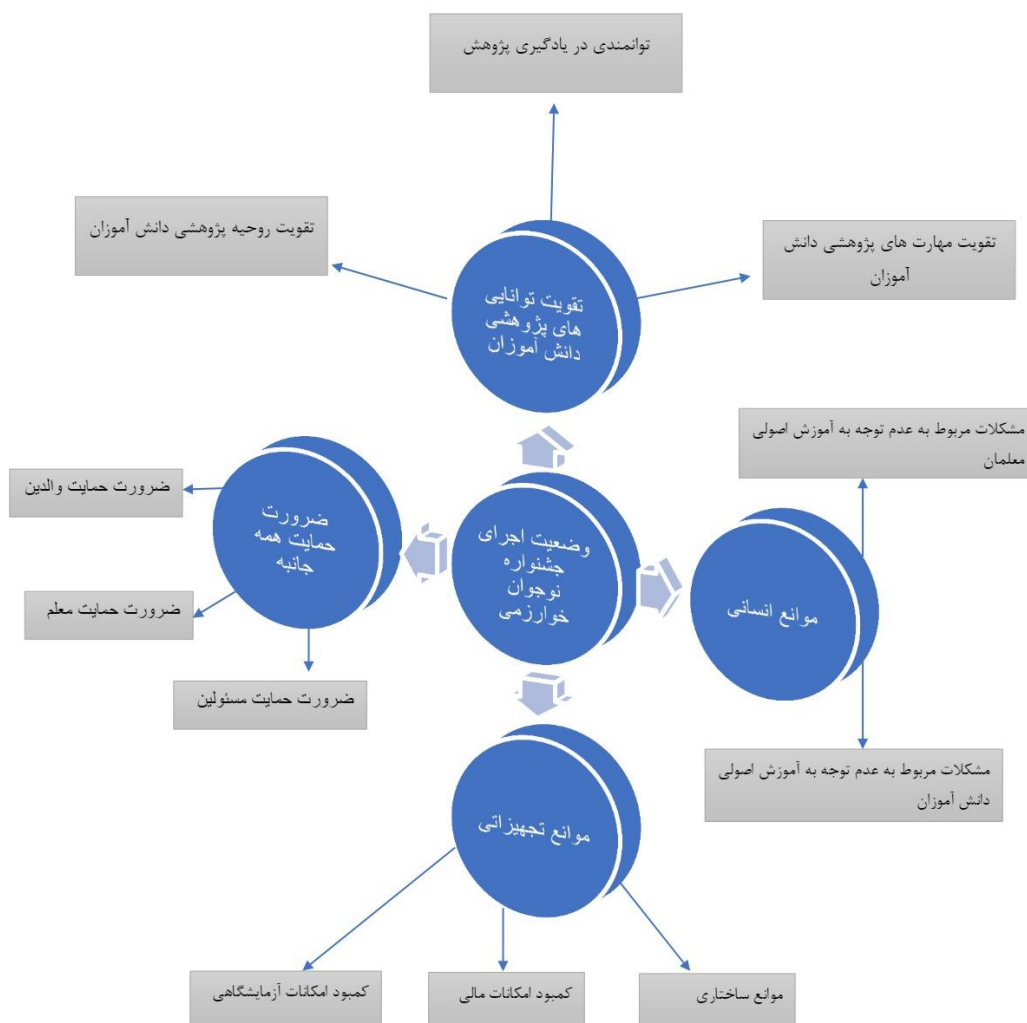 توانمندی در یادگیری پژوهش
تقویت روحیه پژوهشی دانش آموزان
تقویت مهارت های پژوهشی دانش
آموزان
تقویت توانایی
های پژوهشی
دانش آموزان
مشکلات مربوط به عدم توجه به آموزش اصولی
معلمان
ضرورت حمایت والدین
ضرورت
حمایت همه
جانبه
وضعیت اجرای
جشنواره
نوجوان
خوارزمی
موانع انسانی
ضرورت حمایت معلم
ضرورت حمایت مسئولین
مشکلات مربوط به عدم توجه به آموزش اصولی
دانش آموزان
موانع تجهیزاتی
موانع ساختاری
کمبود امکانات مالی
کمبود امکانات آزمایشگاهی